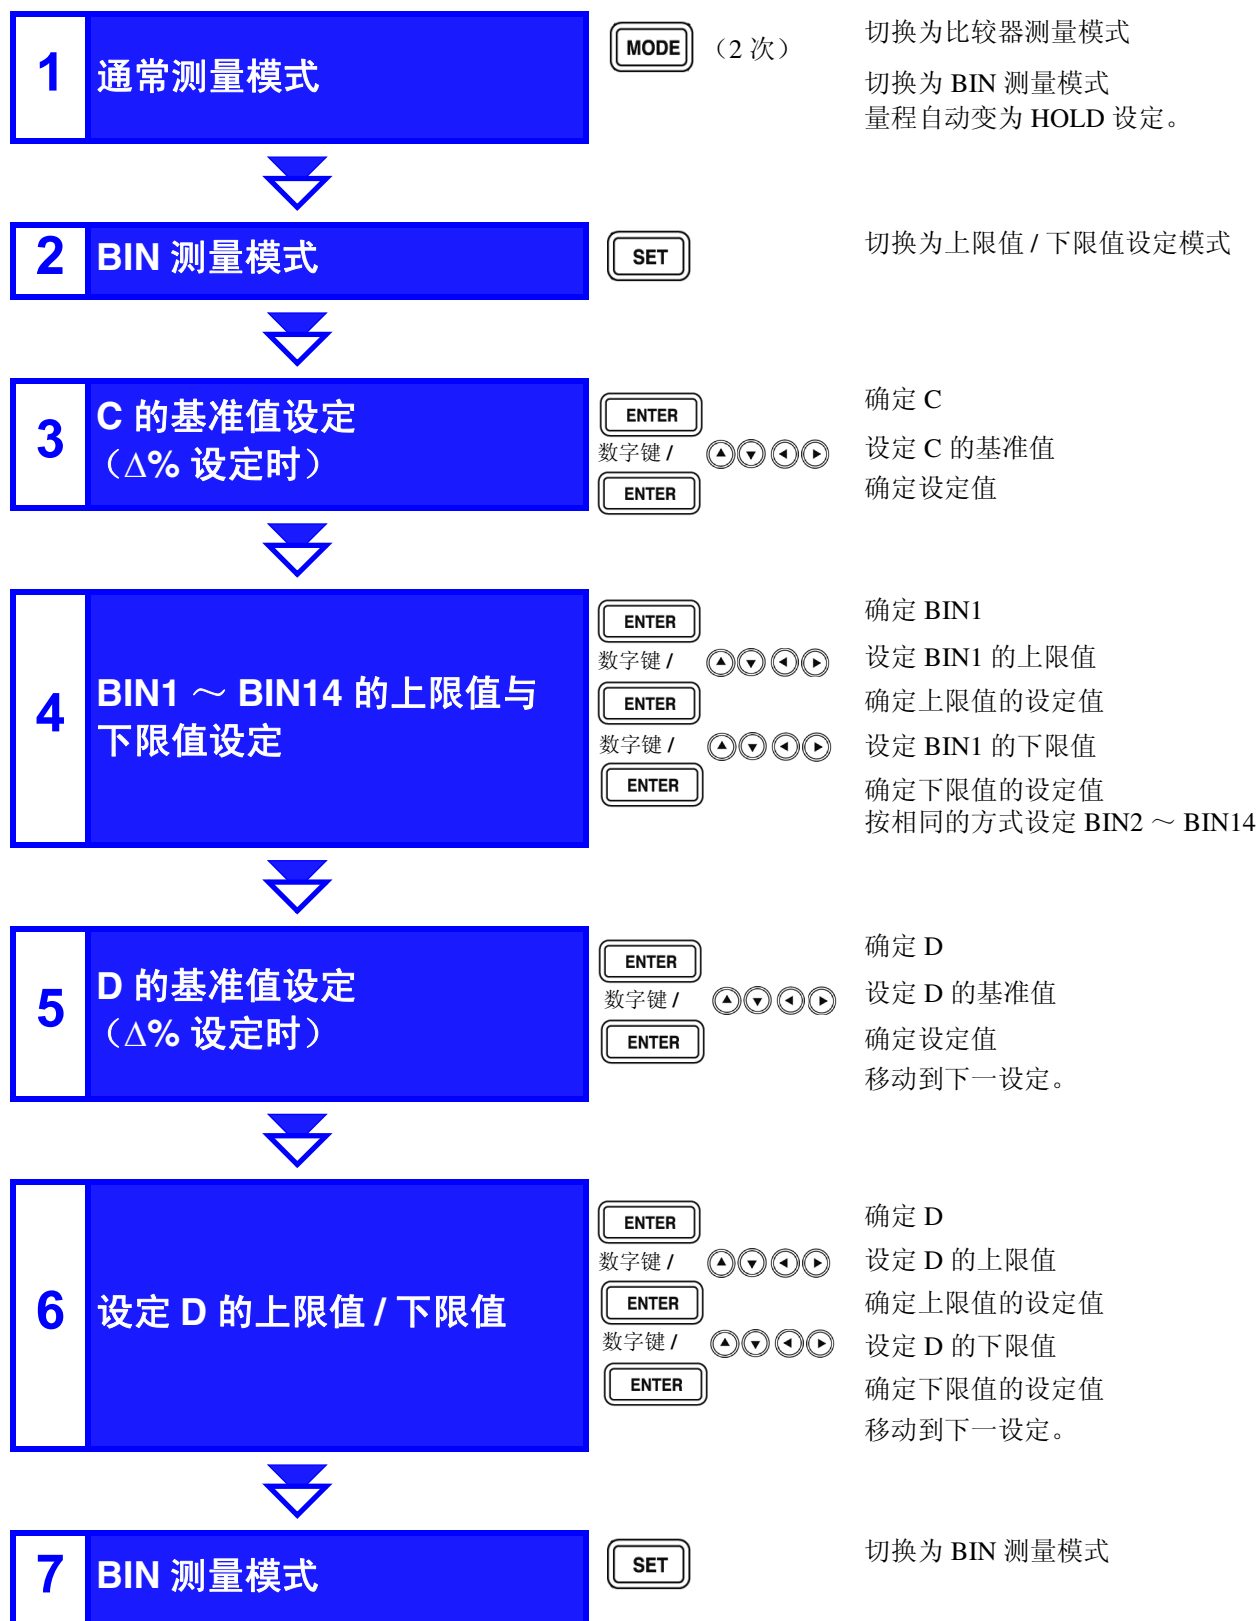 1 通常测量模式
MODE （2 次） 切换为比较器测量模式
切换为 BIN 测量模式
量程自动变为 HOLD 设定。
2 BIN 测量模式
SET 切换为上限值 / 下限值设定模式
3 C 的基准值设定
（Δ% 设定时）
ENTER 确定 C
数字键 / 设定 C 的基准值
ENTER 确定设定值
4 BIN1 ～ BIN14 的上限值与
下限值设定
ENTER 确定 BIN1
数字键 / 设定 BIN1 的上限值
ENTER 确定上限值的设定值
数字键 / 设定 BIN1 的下限值
ENTER 确定下限值的设定值
按相同的方式设定 BIN2 ～ BIN14
5 D 的基准值设定
（Δ% 设定时）
ENTER 确定 D
数字键 / 设定 D 的基准值
ENTER 确定设定值
移动到下一设定。
6 设定 D 的上限值 / 下限值
ENTER 确定 D
数字键 / 设定 D 的上限值
ENTER 确定上限值的设定值
数字键 / 设定 D 的下限值
ENTER 确定下限值的设定值
移动到下一设定。
7 BIN 测量模式
SET 切换为 BIN 测量模式